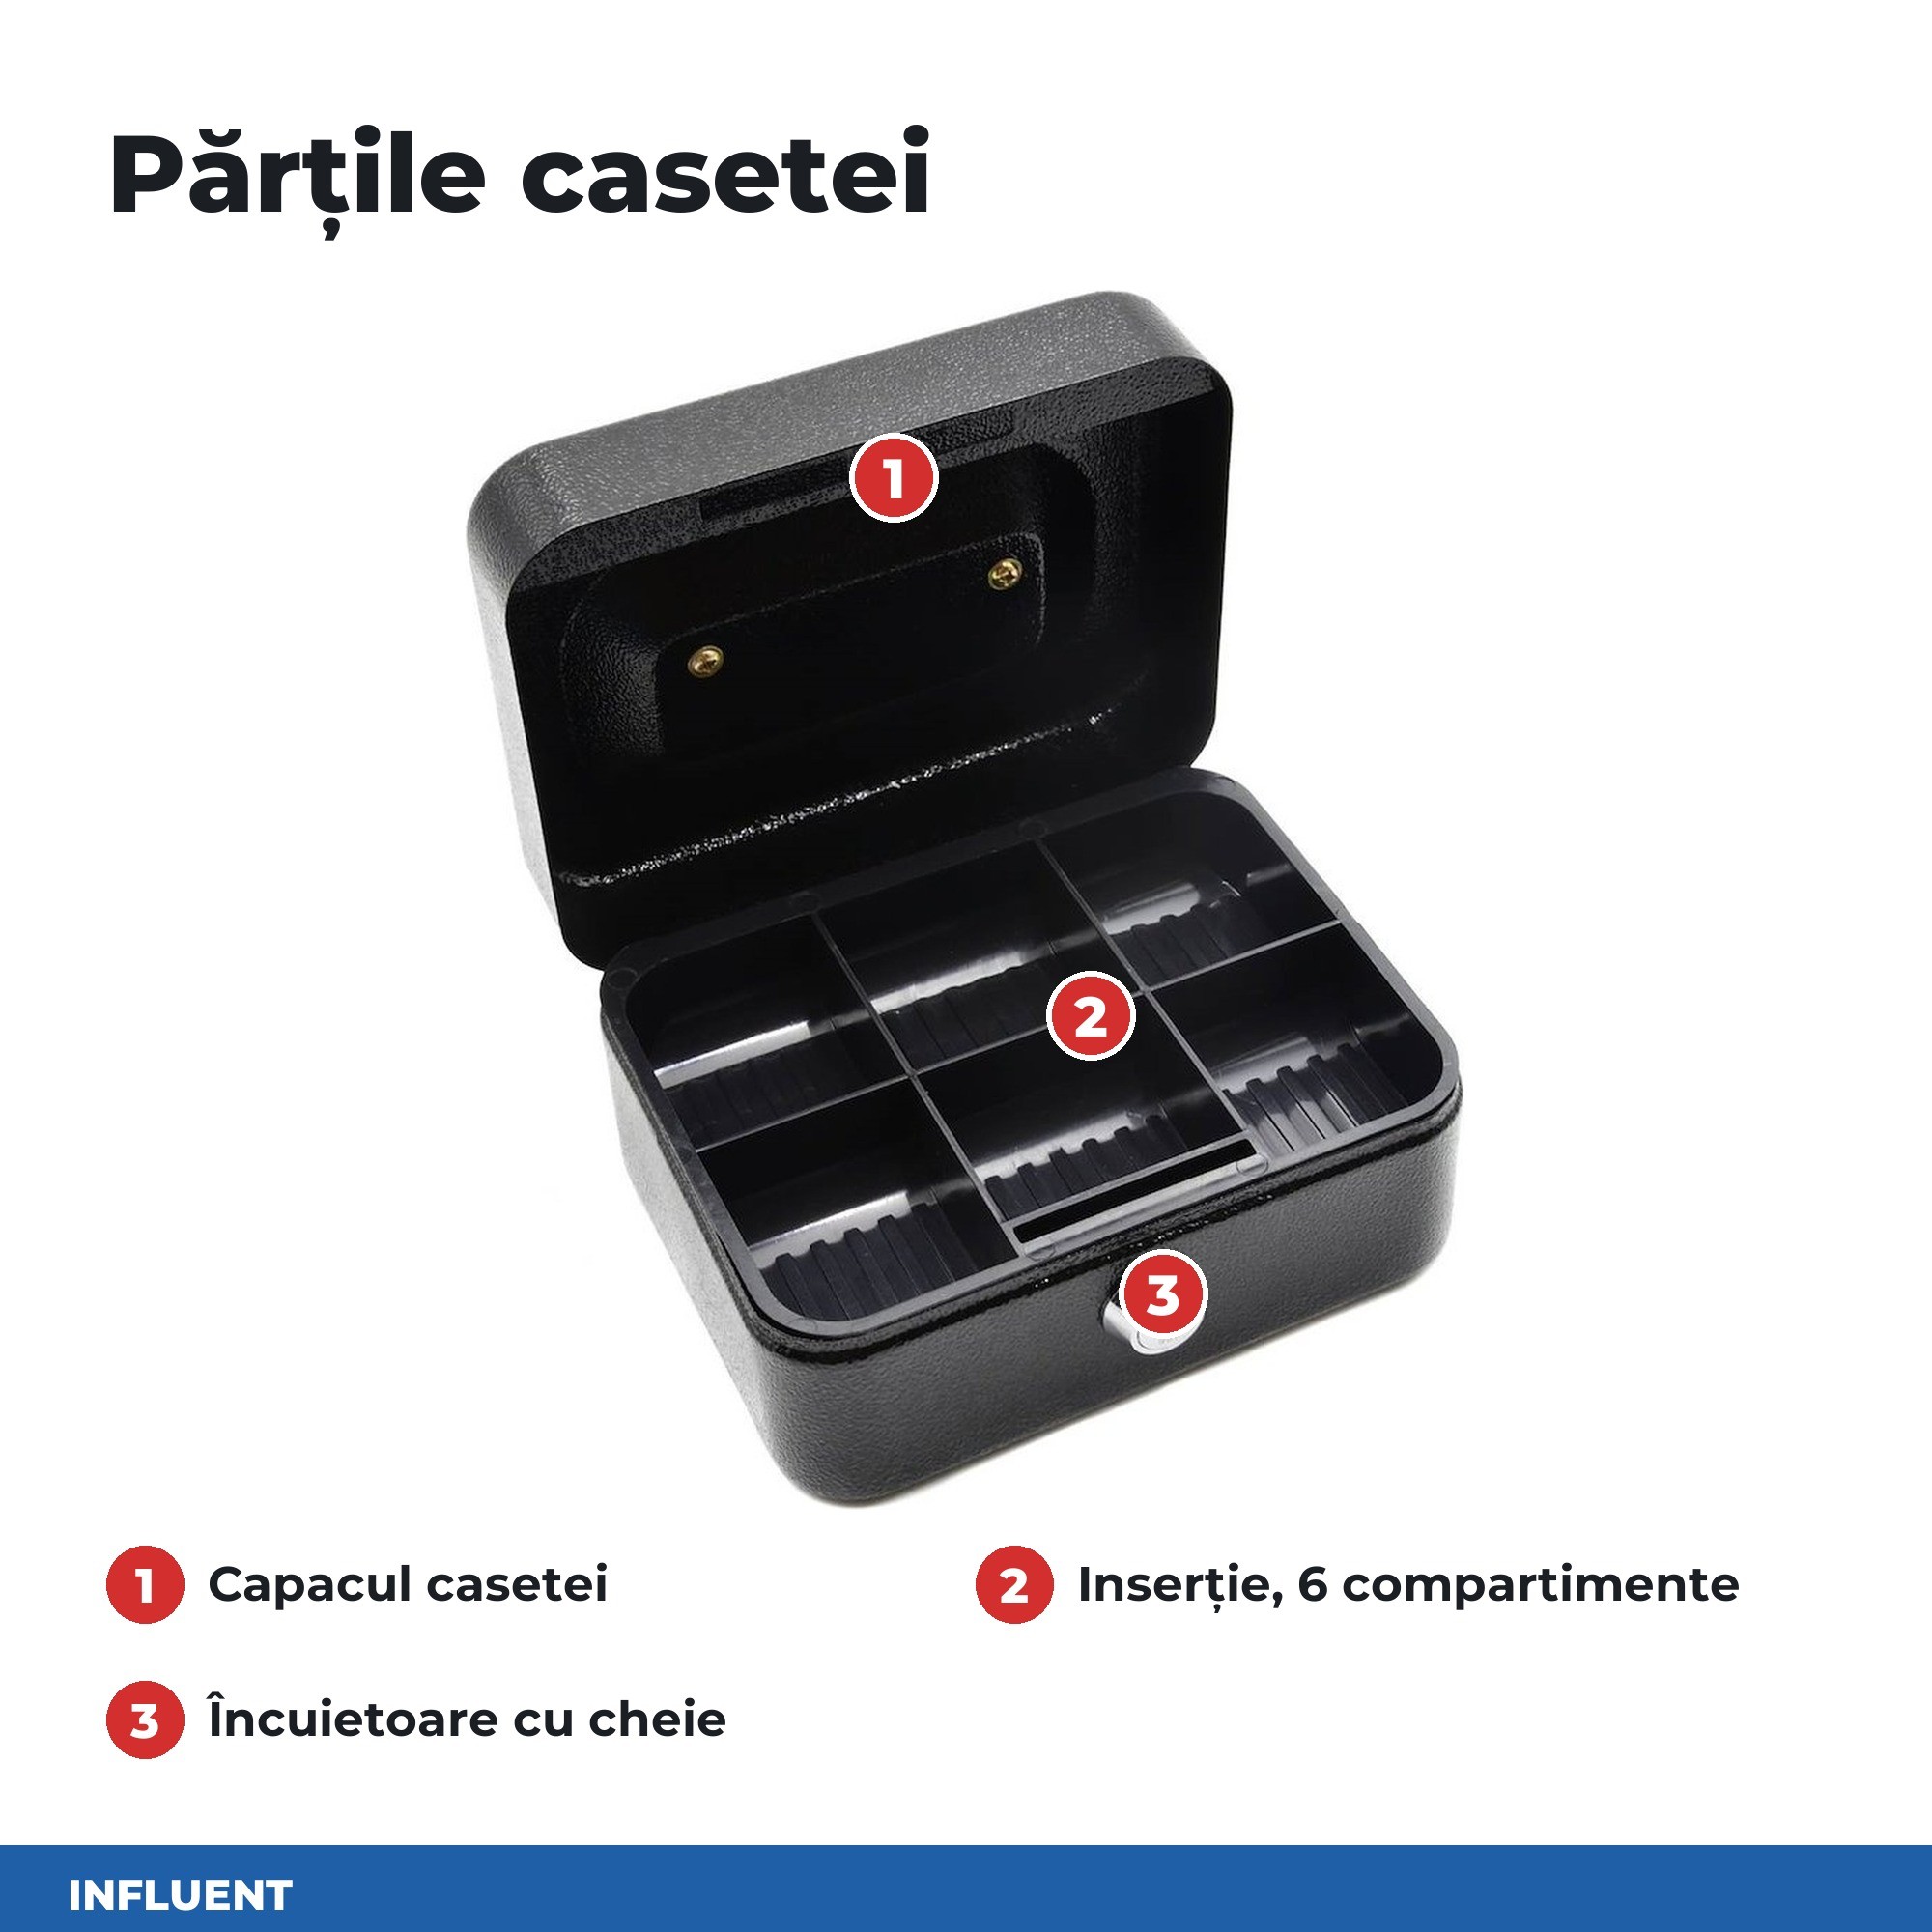 Părțile casetei
1
2
3
1 Capacul casetei
2 Inserție, 6 compartimente
3 Încuietoare cu cheie
INFLUENT